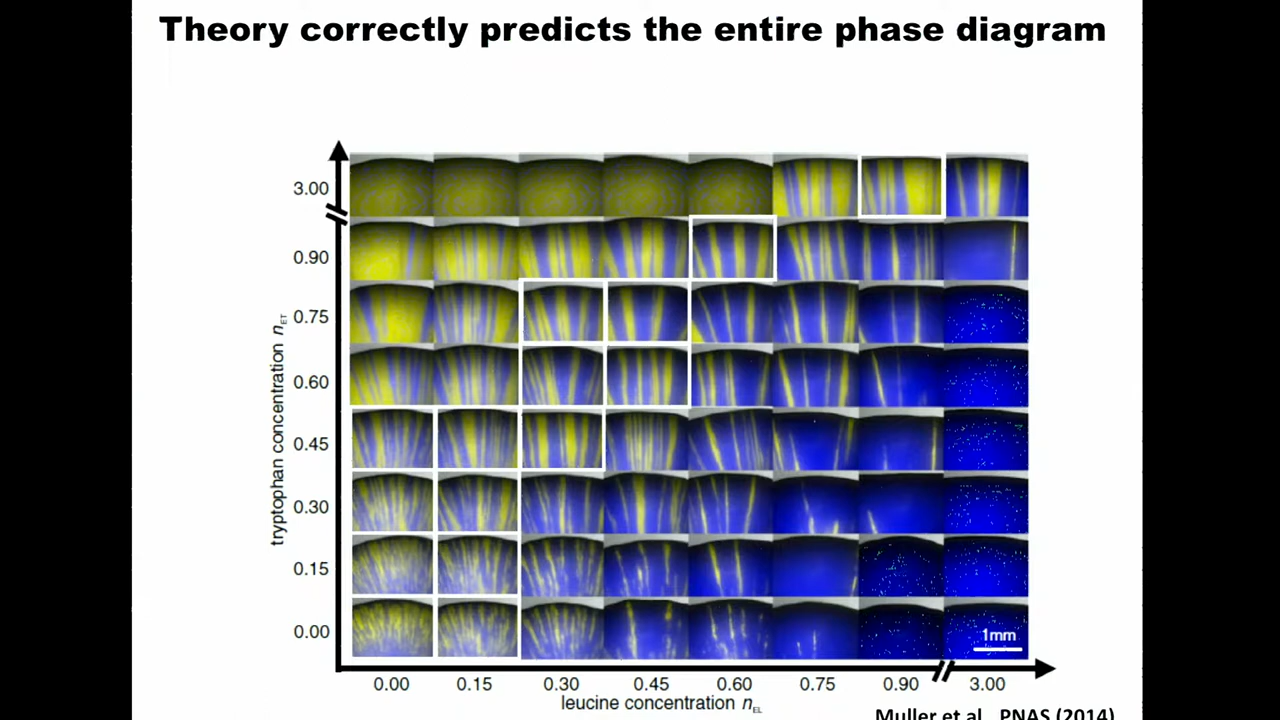 Theory correctly predicts the entire phase diagram
3.00
0.90
0.75
0.60
0.45
0.30
0.15
0.00
tryptophan concentration nET
1mm
0.00 0.15 0.30 0.45 0.60 0.75 0.90 3.00
leucine concentration nEL
Muller et al., PNAS (2014)